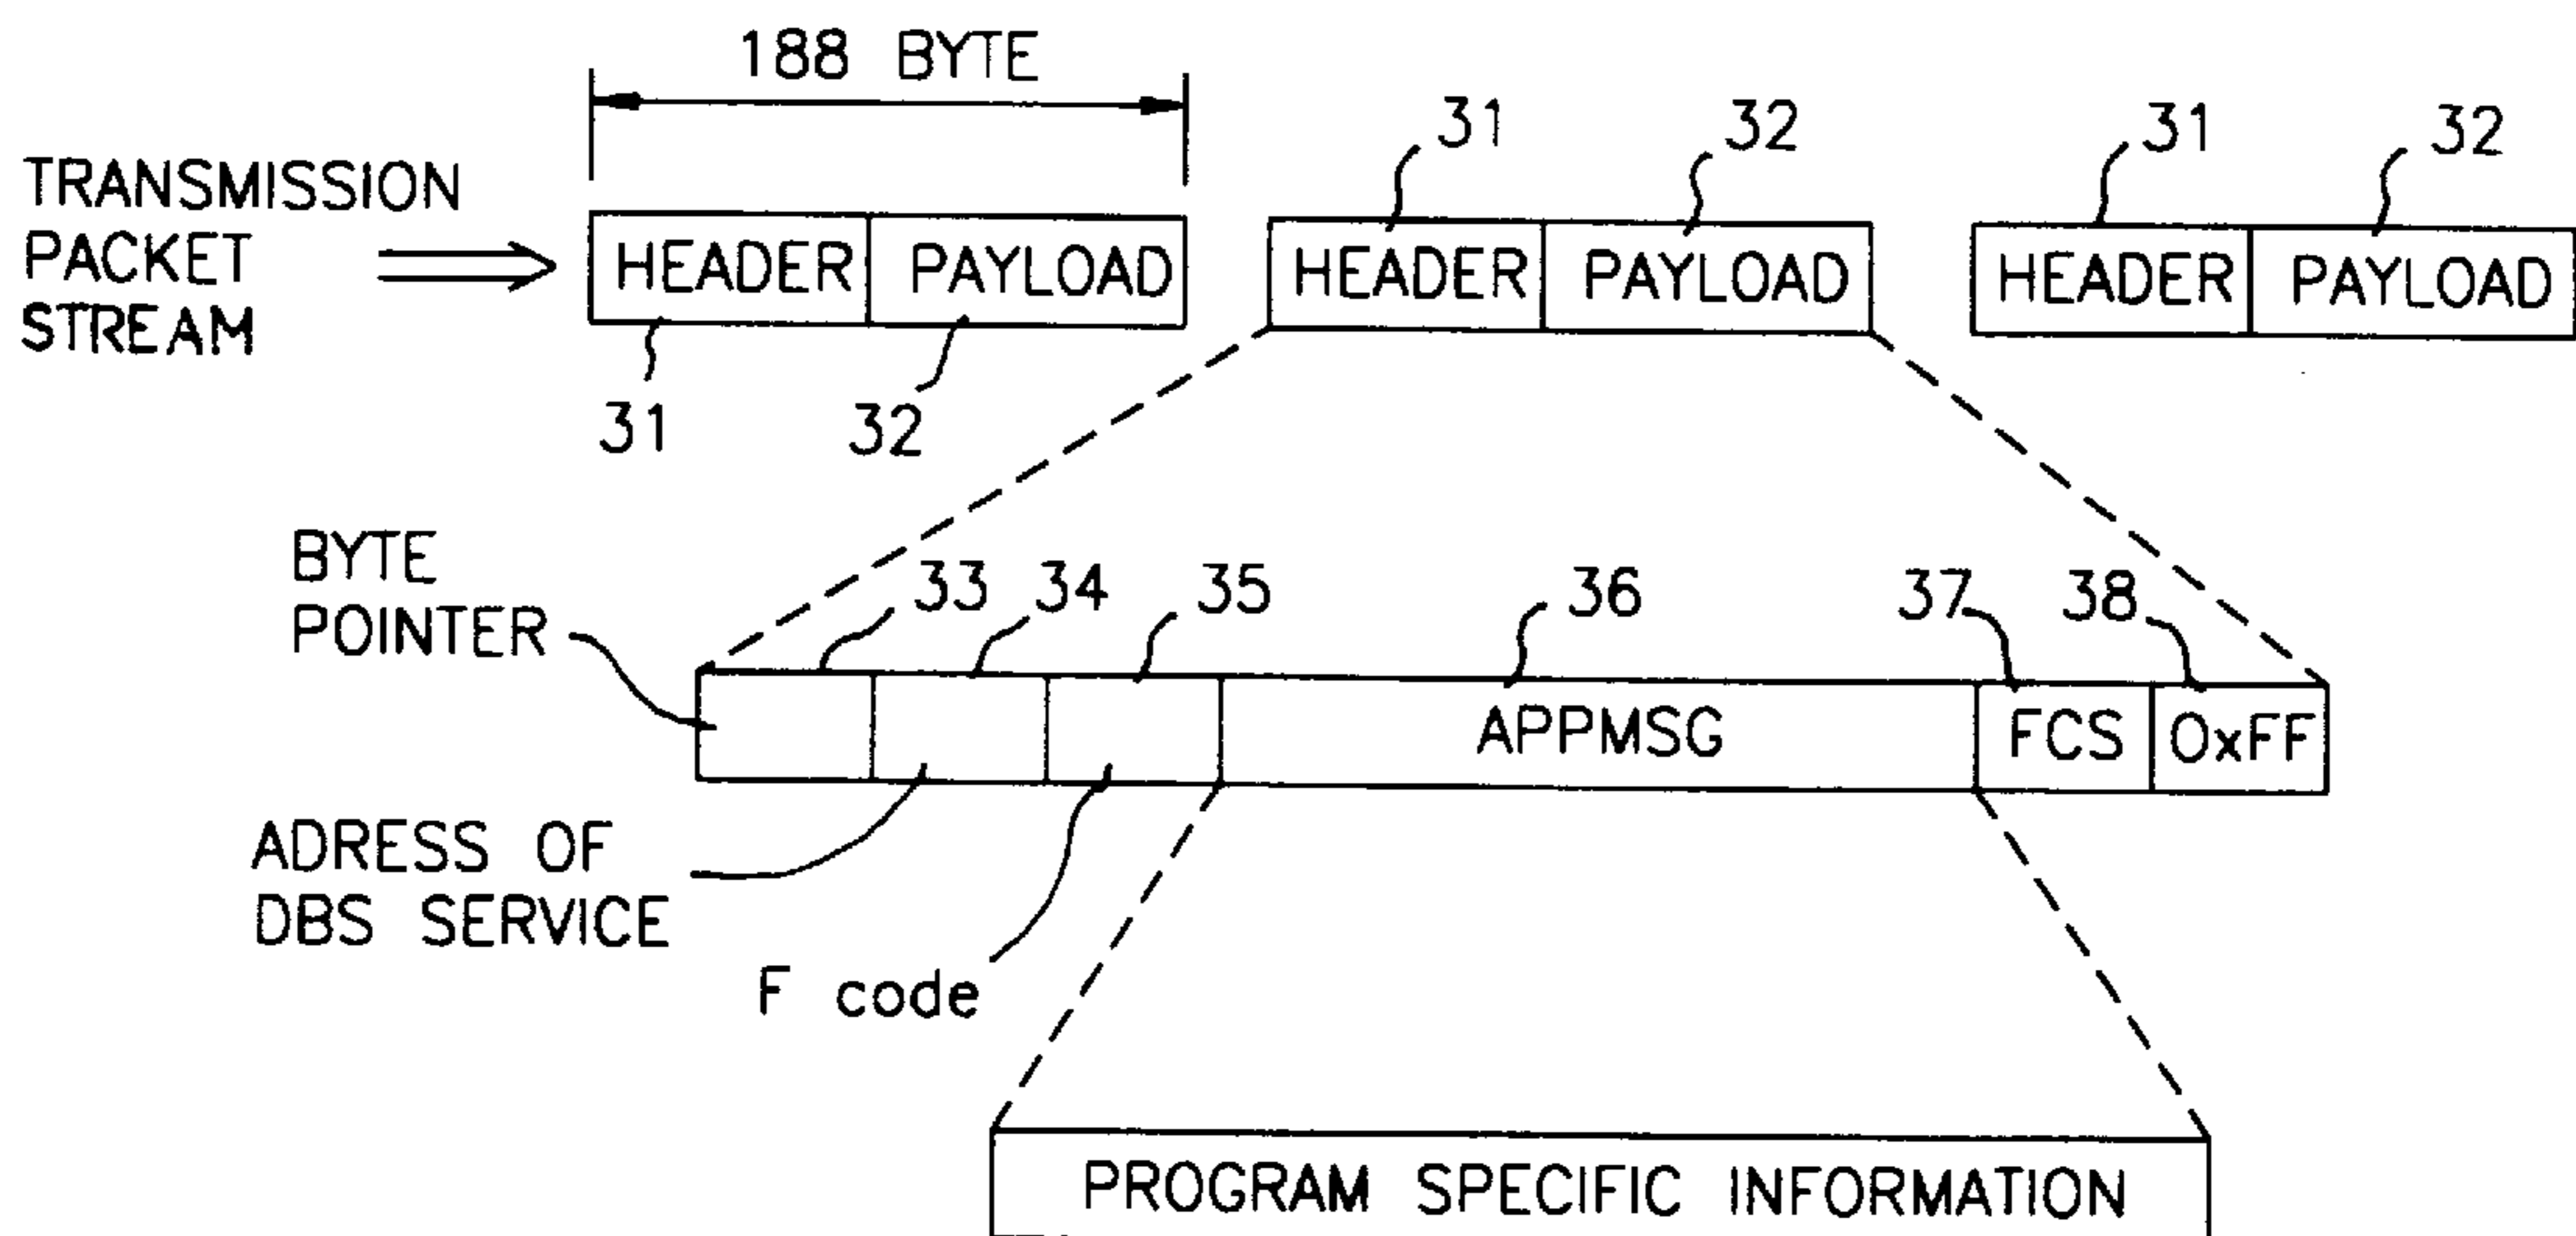 188 BYTE
31 32 31 32
TRANSMISSION
PACKET
STREAM
HEADER PAYLOAD HEADER PAYLOAD HEADER PAYLOAD
31 32
BYTE
POINTER
33 34 35 36 37 38
APPMSG FCS 0xFF
ADRESS OF
DBS SERVICE
F code
PROGRAM SPECIFIC INFORMATION